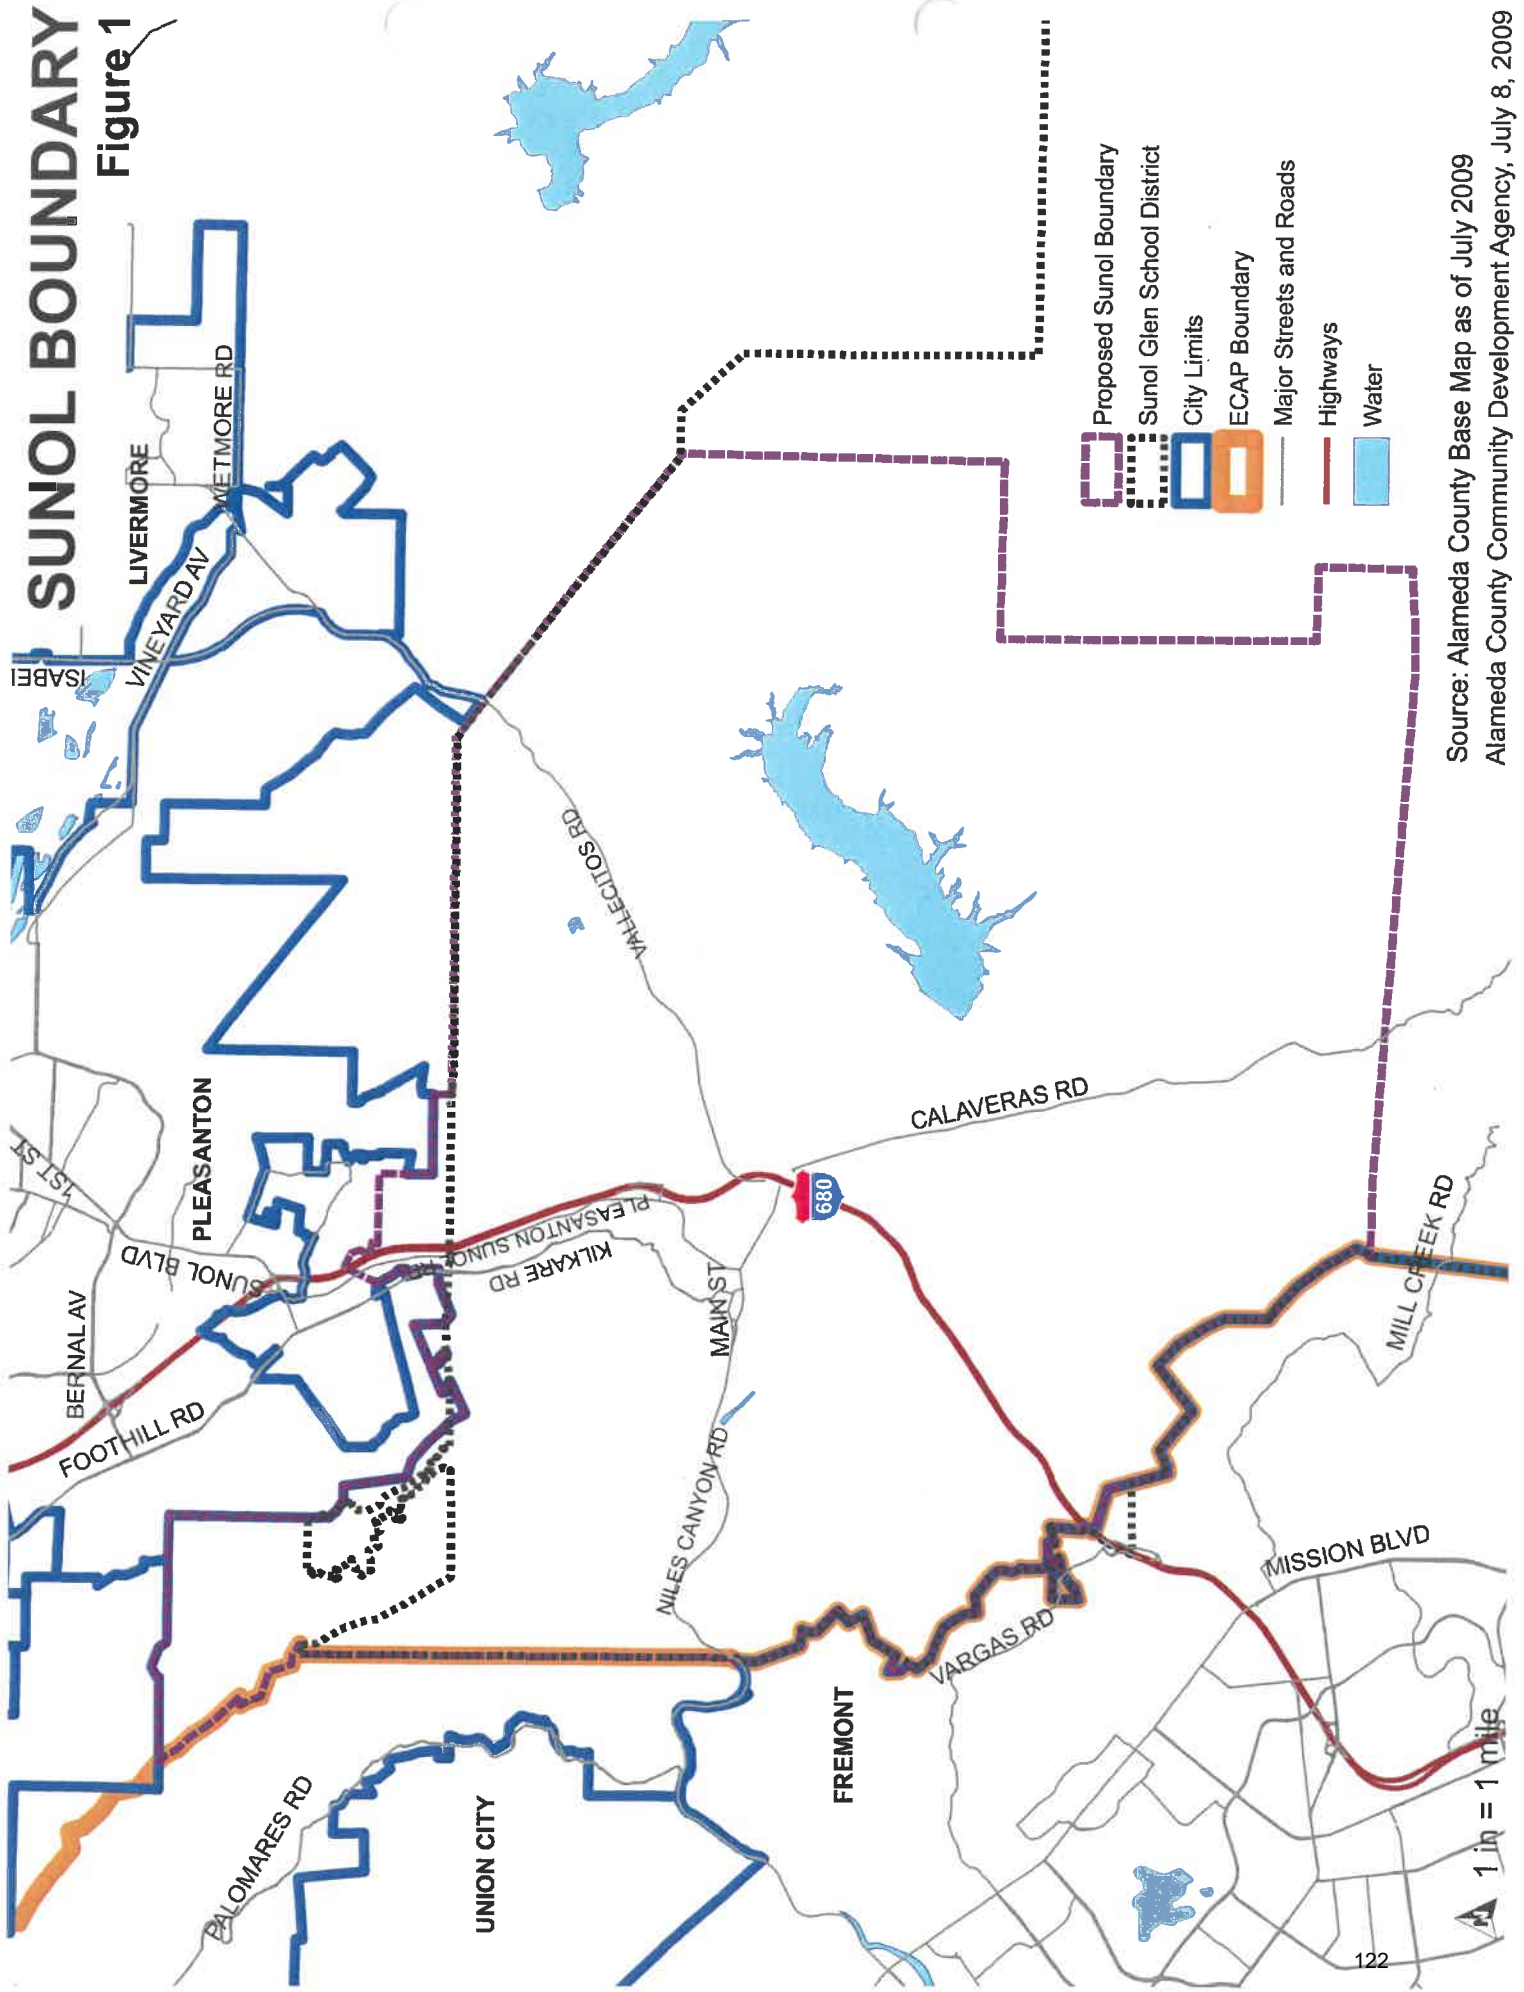 SUNOL BOUNDARY
Figure 1
LIVERMORE
WETMORE RD
VINEYARD AV
VALLECITOS RD
1ST ST
PLEASANTON
SUNOL BLVD
BERNAL AV
FOOTHILL RD
PLEASANTON SUNOL RD
KILKARE RD
MAIN ST
680
CALAVERAS RD
NILES CANYON RD
MILL CREEK RD
MISSION BLVD
VARGAS RD
FREMONT
PALOMARES RD
UNION CITY
Proposed Sunol Boundary
Sunol Glen School District
City Limits
ECAP Boundary
Major Streets and Roads
Highways
Water
Source: Alameda County Base Map as of July 2009
Alameda County Community Development Agency, July 8, 2009
N
1 in = 1 mile
122